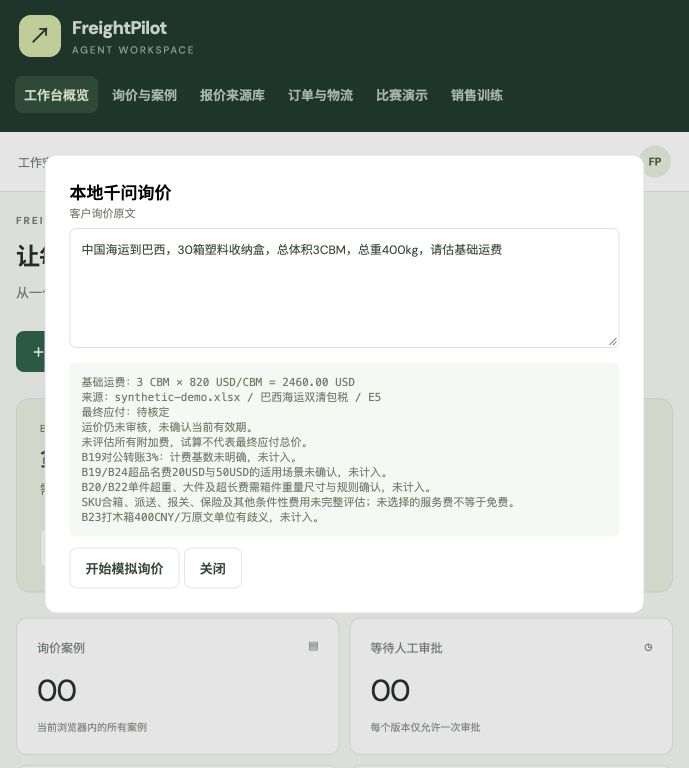 FreightPilot
AGENT WORKSPACE
工作台概览 询价与案例 报价来源库 订单与物流 比赛演示 销售训练
FP
本地千问询价
客户询价原文
中国海运到巴西，30箱塑料收纳盒，总体积3CBM，总重400kg，请估基础运费
基础运费：3 CBM × 820 USD/CBM = 2460.00 USD
来源：synthetic-demo.xlsx / 巴西海运双清包税 / E5
最终应付：待核定
运价仍未审核，未确认当前有效期。
未评估所有附加费，试算不代表最终应付总价。
B19对公转账3%：计费基数未明确，未计入。
B19/B24超品名费20USD与50USD的适用场景未确认，未计入。
B20/B22单件超重、大件及超长费需箱件重量尺寸与规则确认，未计入。
SKU合箱、派送、报关、保险及其他条件性费用未完整评估；未选择的服务费不等于免费。
B23打木箱400CNY/万原文单位有歧义，未计入。
开始模拟询价 关闭
询价案例
00
当前浏览器内的所有案例
等待人工审批
00
每个版本仅允许一次审批